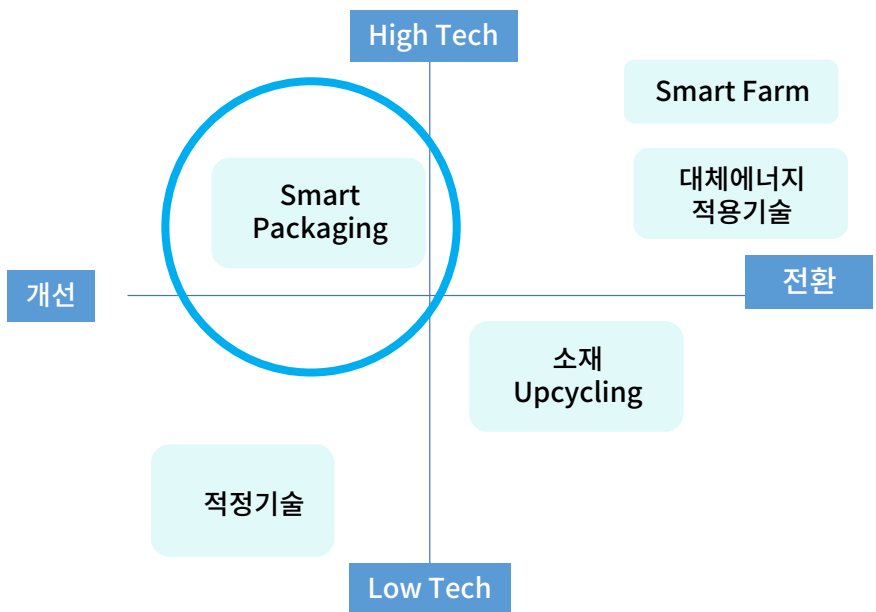 High Tech
Smart Farm
Smart
Packaging
대체에너지
적용기술
개선
전환
소재
Upcycling
적정기술
Low Tech